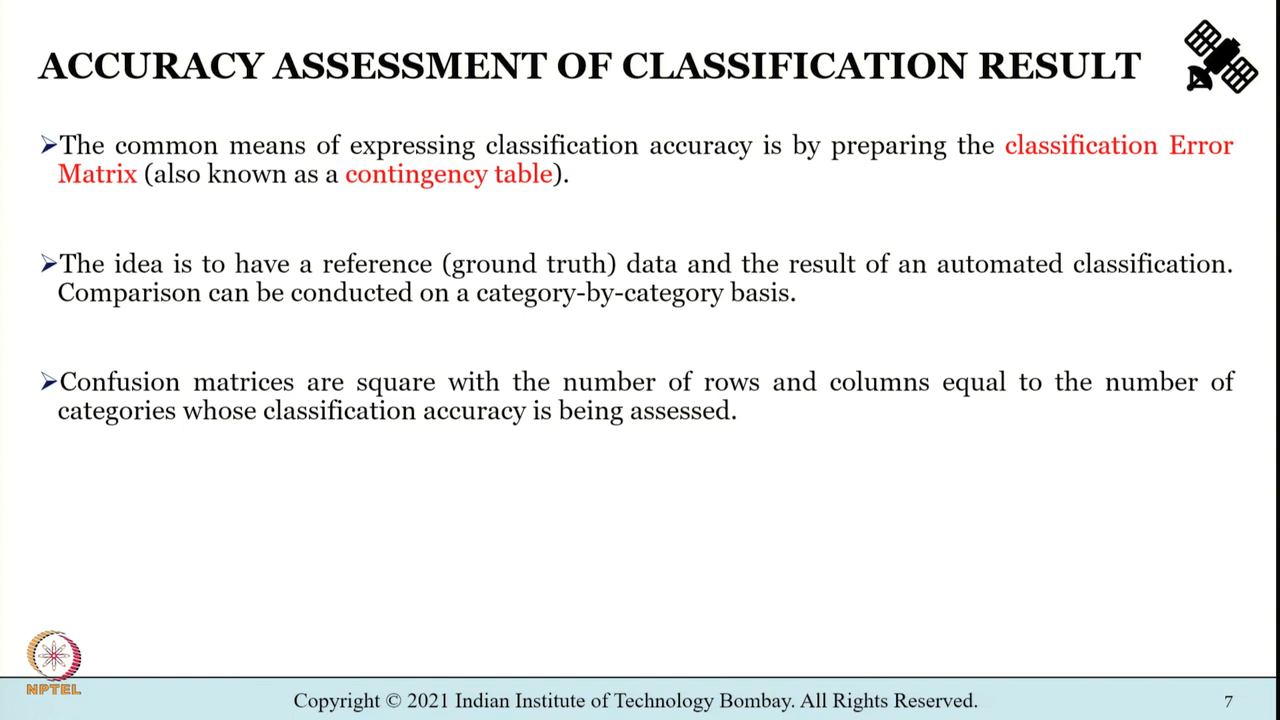 ACCURACY ASSESSMENT OF CLASSIFICATION RESULT
➤The common means of expressing classification accuracy is by preparing the classification Error
Matrix (also known as a contingency table).
➤The idea is to have a reference (ground truth) data and the result of an automated classification.
Comparison can be conducted on a category-by-category basis.
➤Confusion matrices are square with the number of rows and columns equal to the number of
categories whose classification accuracy is being assessed.
NPTEL
Copyright © 2021 Indian Institute of Technology Bombay. All Rights Reserved.
7